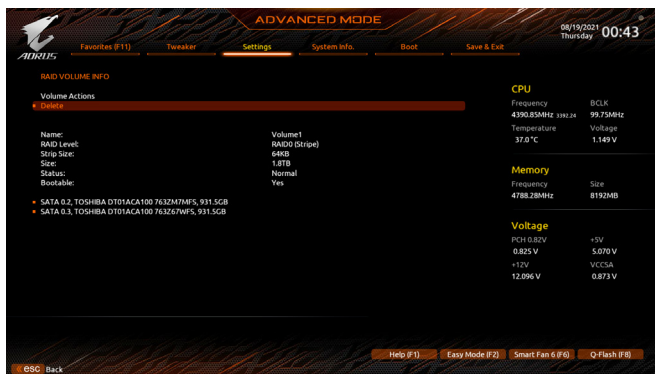 ADVANCED MODE
08/19/2021 Thursday 00:43
AORUS
Favorites (F11) Tweaker Settings System Info. Boot Save & Exit
RAID VOLUME INFO
Volume Actions
Delete
Name: Volume1
RAID Level: RAID0 (Stripe)
Strip Size: 64KB
Size: 1.8TB
Status: Normal
Bootable: Yes
SATA 0.2, TOSHIBA DT01ACA100 763ZM7MFS, 931.5GB
SATA 0.3, TOSHIBA DT01ACA100 763Z67WFS, 931.5GB
CPU
Frequency BCLK
4390.85MHz 3392.24 99.75MHz
Temperature Voltage
37.0 °C 1.149 V
Memory
Frequency Size
4788.28MHz 8192MB
Voltage
PCH 0.82V +5V
0.825 V 5.070 V
+12V VCCSA
12.096 V 0.873 V
Help (F1) Easy Mode (F2) Smart Fan 6 (F6) Q-Flash (F8)
esc Back